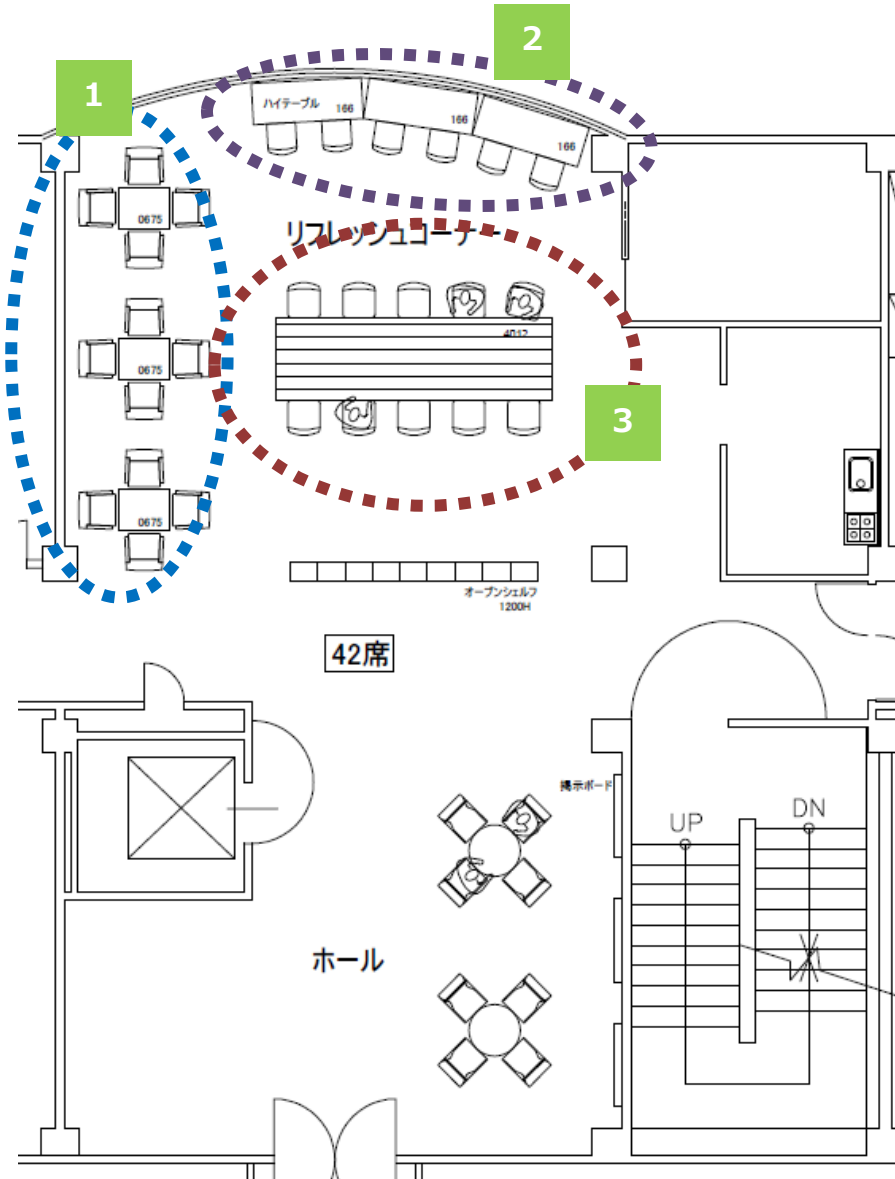 2
1
ハイテーブル 166
166
166
0675
リフレッシュコーナー
4012
0675
3
0675
オープンシェルフ
1200H
42席
掲示ボード
UP
DN
ホール